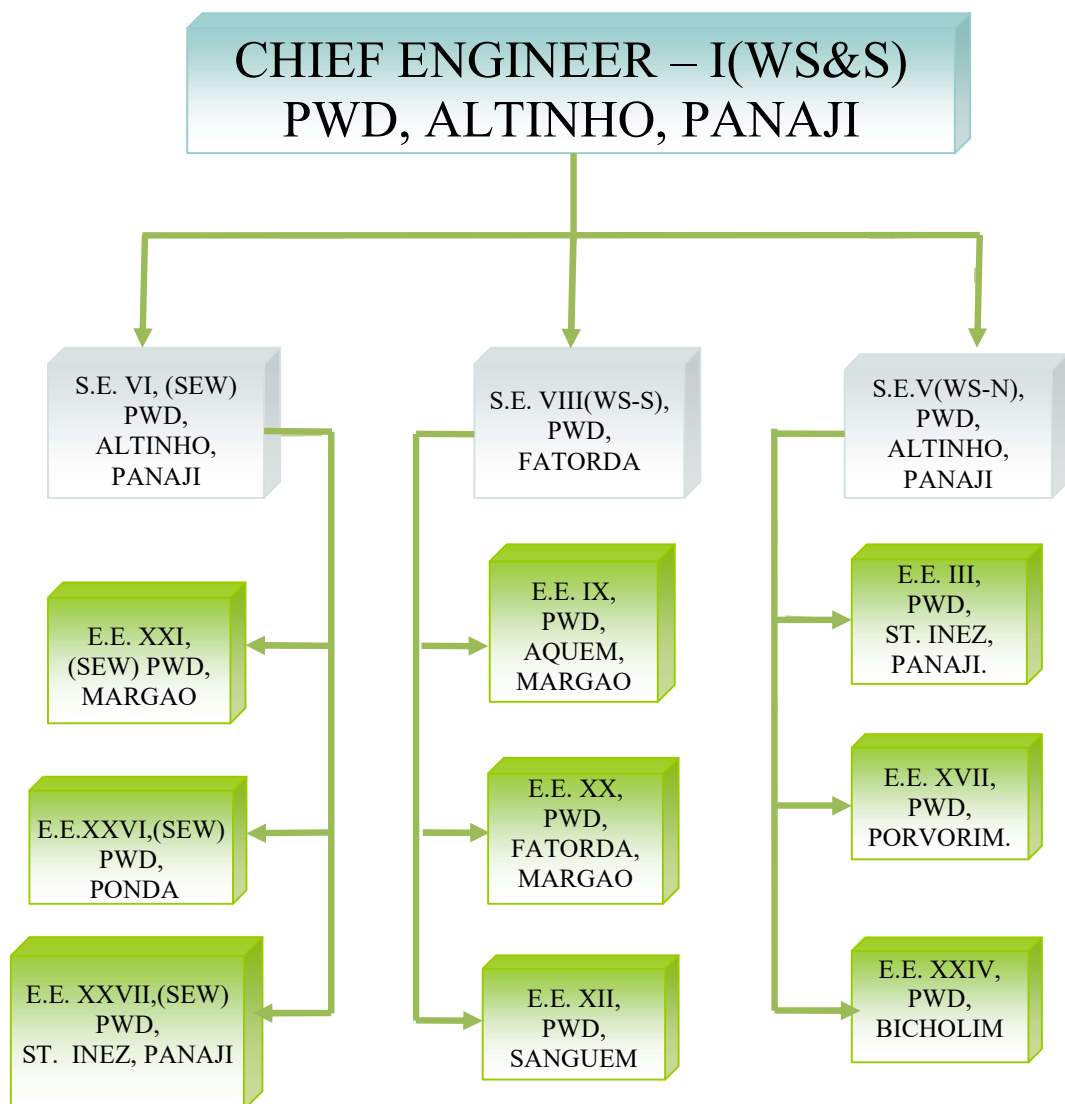 CHIEF ENGINEER – I(WS&S)
PWD, ALTINHO, PANAJI
S.E. VI, (SEW)
PWD,
ALTINHO,
PANAJI
S.E. VIII(WS-S),
PWD,
FATORDA
S.E.V(WS-N),
PWD,
ALTINHO,
PANAJI
E.E. XXI,
(SEW) PWD,
MARGAO
E.E. IX,
PWD,
AQUEM,
MARGAO
E.E. III,
PWD,
ST. INEZ,
PANAJI.
E.E.XXVI,(SEW)
PWD,
PONDA
E.E. XX,
PWD,
FATORDA,
MARGAO
E.E. XVII,
PWD,
PORVORIM.
E.E. XXVII,(SEW)
PWD,
ST. INEZ, PANAJI
E.E. XII,
PWD,
SANGUEM
E.E. XXIV,
PWD,
BICHOLIM